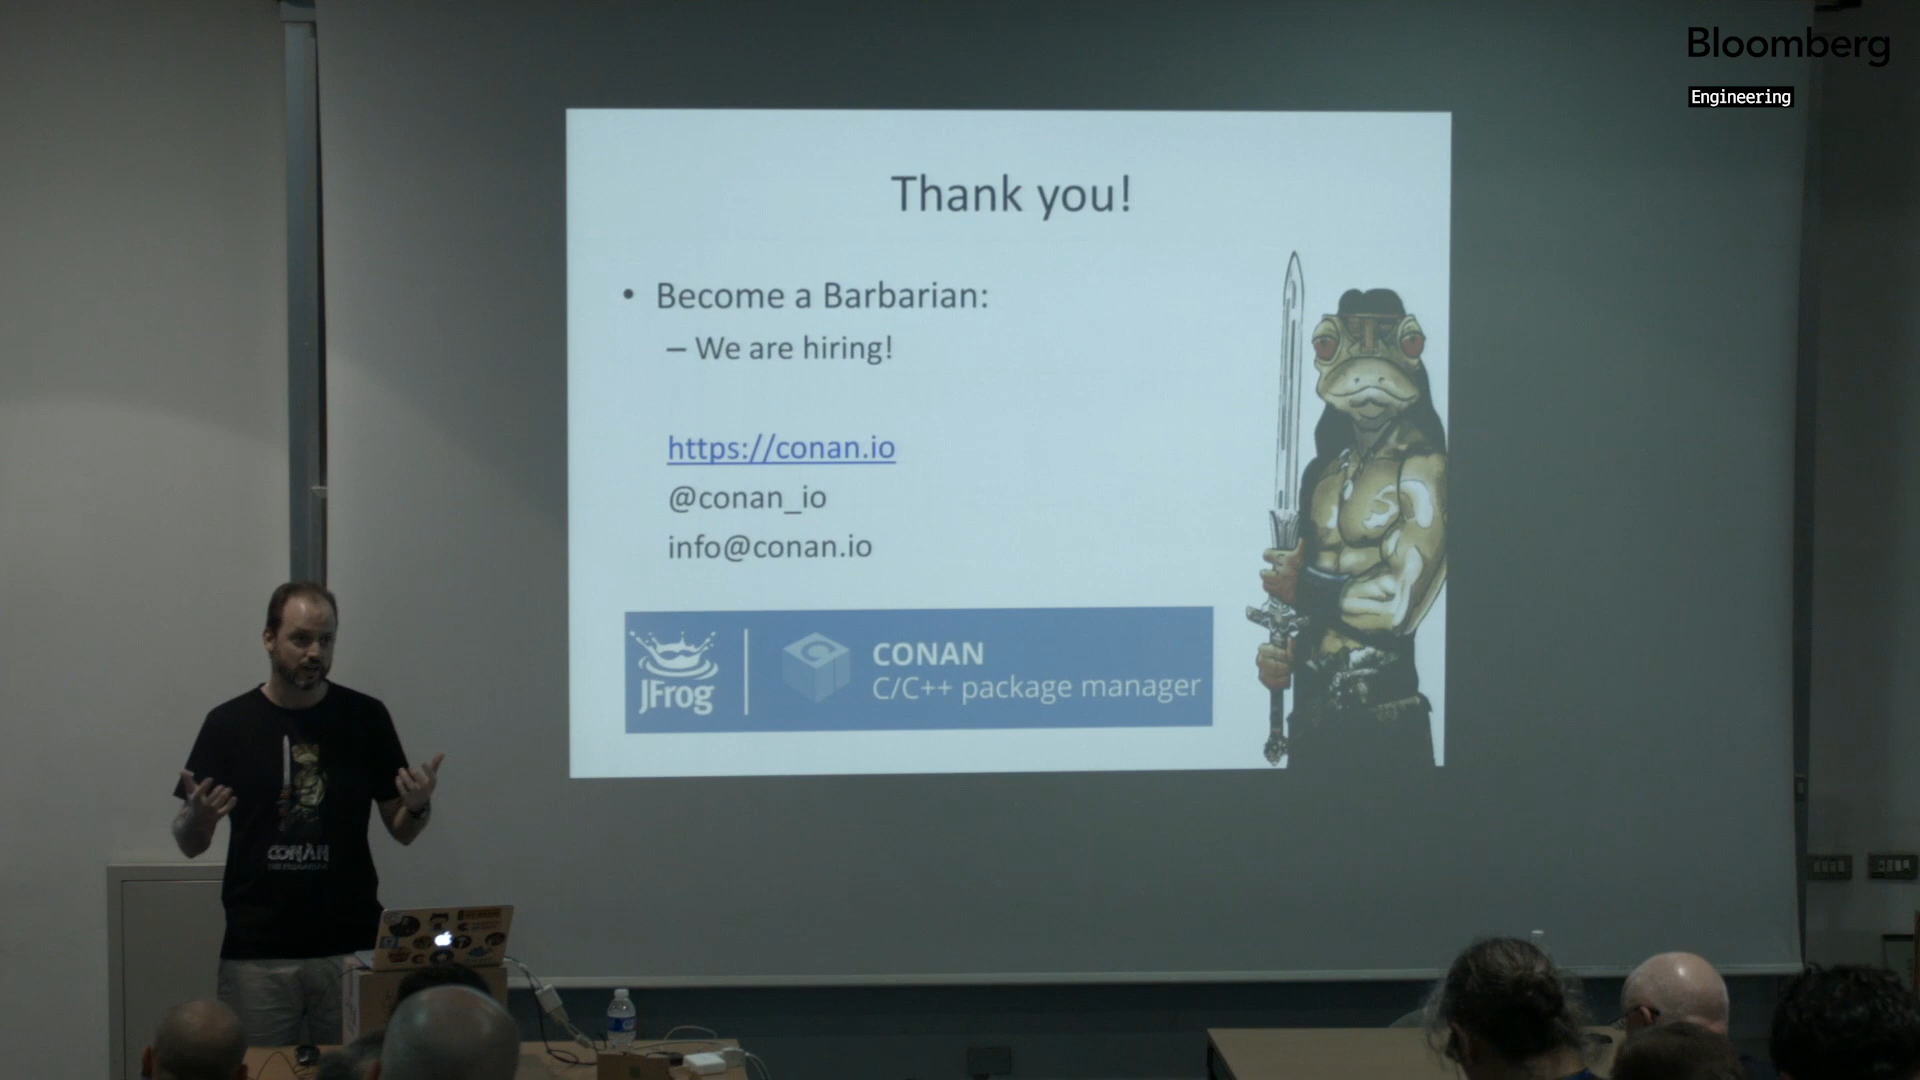 Bloomberg
Engineering
Thank you!
• Become a Barbarian:
– We are hiring!
https://conan.io
@conan_io
info@conan.io
JFrog
CONAN
C/C++ package manager
CONAN